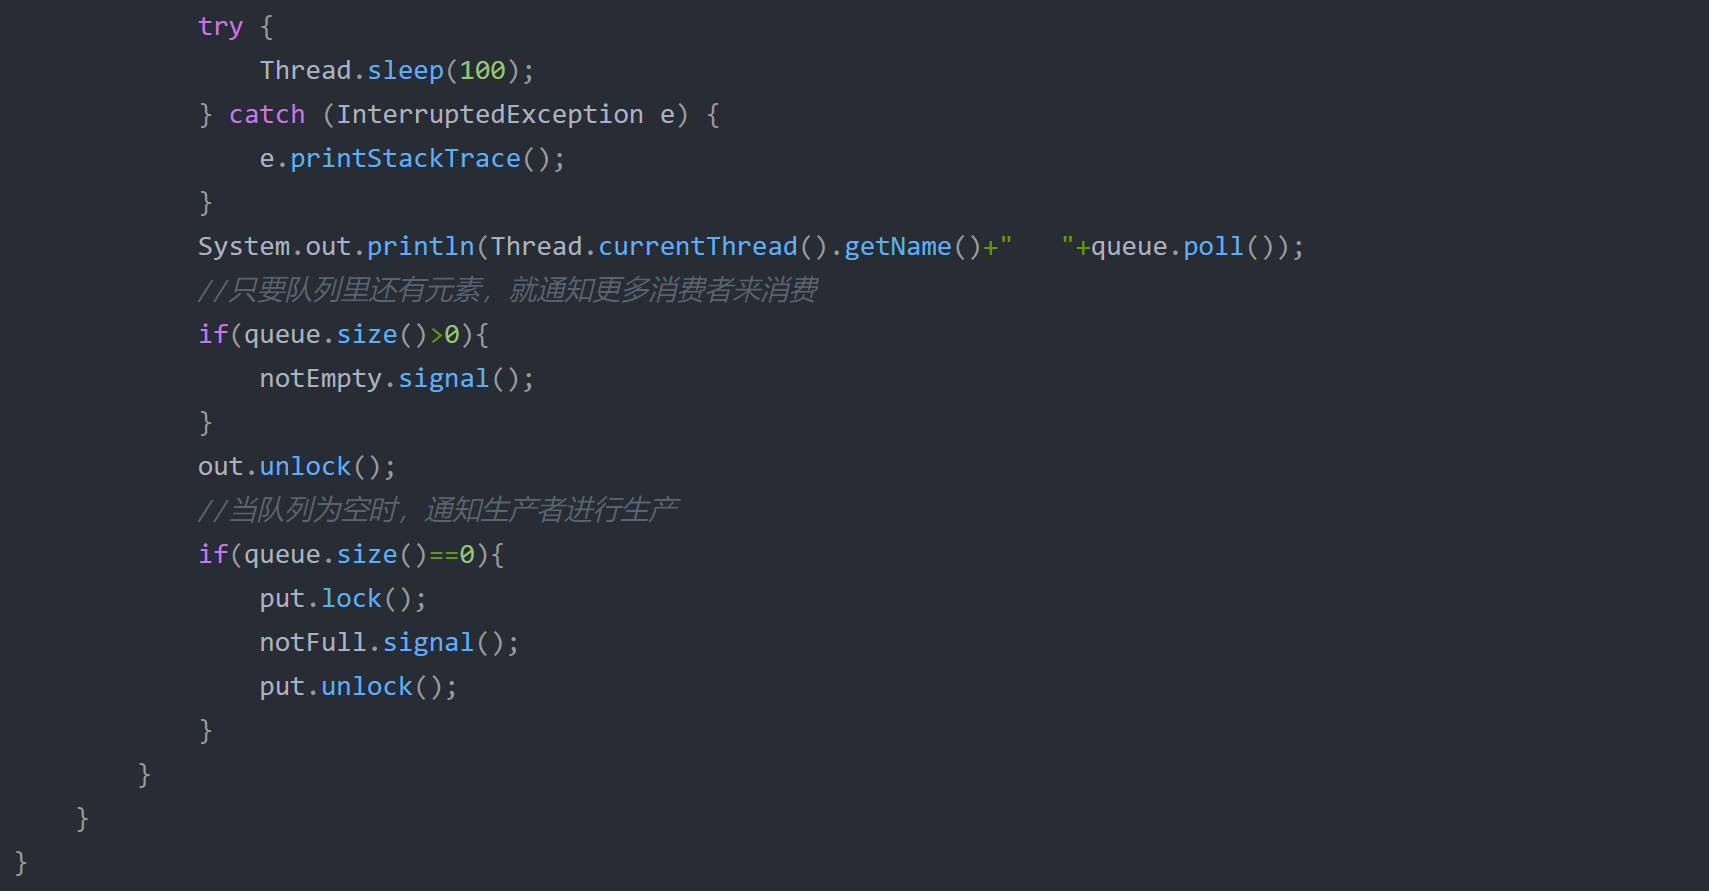 try {
Thread.sleep(100);
} catch (InterruptedException e) {
e.printStackTrace();
}
System.out.println(Thread.currentThread().getName()+"   "+queue.poll());
//只要队列里还有元素，就通知更多消费者来消费
if(queue.size()>0){
notEmpty.signal();
}
out.unlock();
//当队列为空时，通知生产者进行生产
if(queue.size()==0){
put.lock();
notFull.signal();
put.unlock();
}
}
}
}